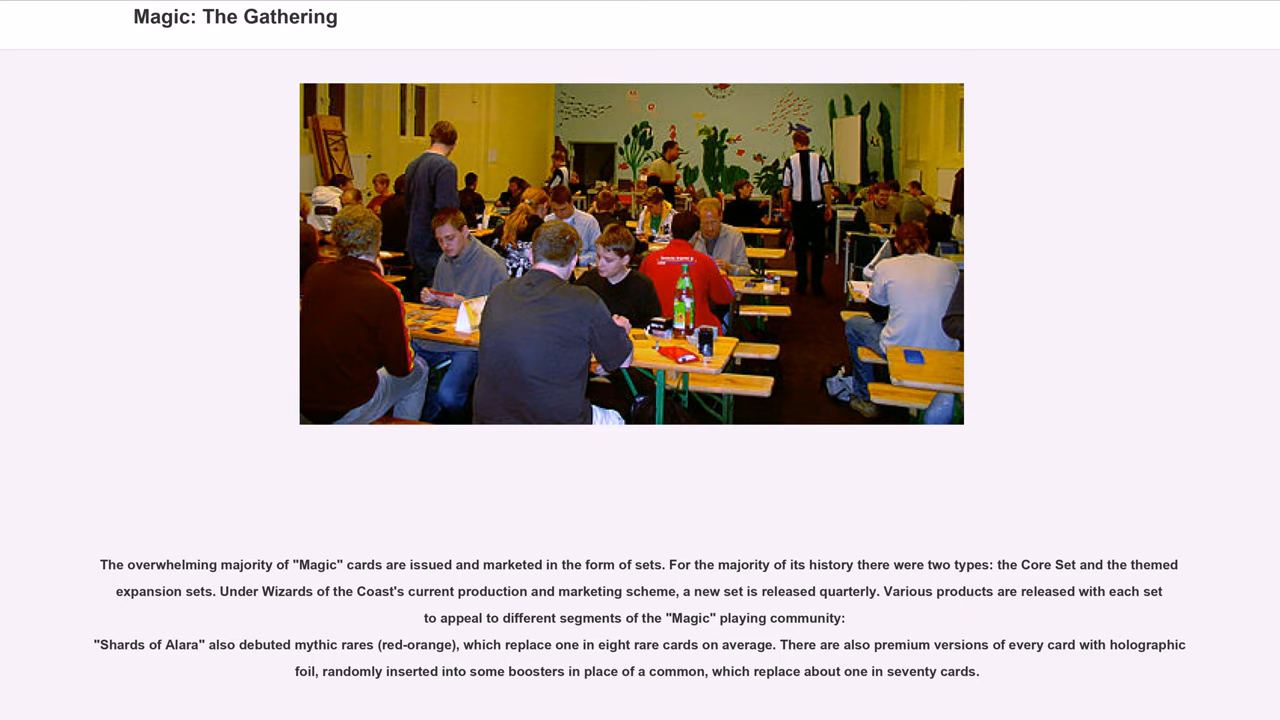 Magic: The Gathering
The overwhelming majority of "Magic" cards are issued and marketed in the form of sets. For the majority of its history there were two types: the Core Set and the themed
expansion sets. Under Wizards of the Coast's current production and marketing scheme, a new set is released quarterly. Various products are released with each set
to appeal to different segments of the "Magic" playing community:
"Shards of Alara" also debuted mythic rares (red-orange), which replace one in eight rare cards on average. There are also premium versions of every card with holographic
foil, randomly inserted into some boosters in place of a common, which replace about one in seventy cards.